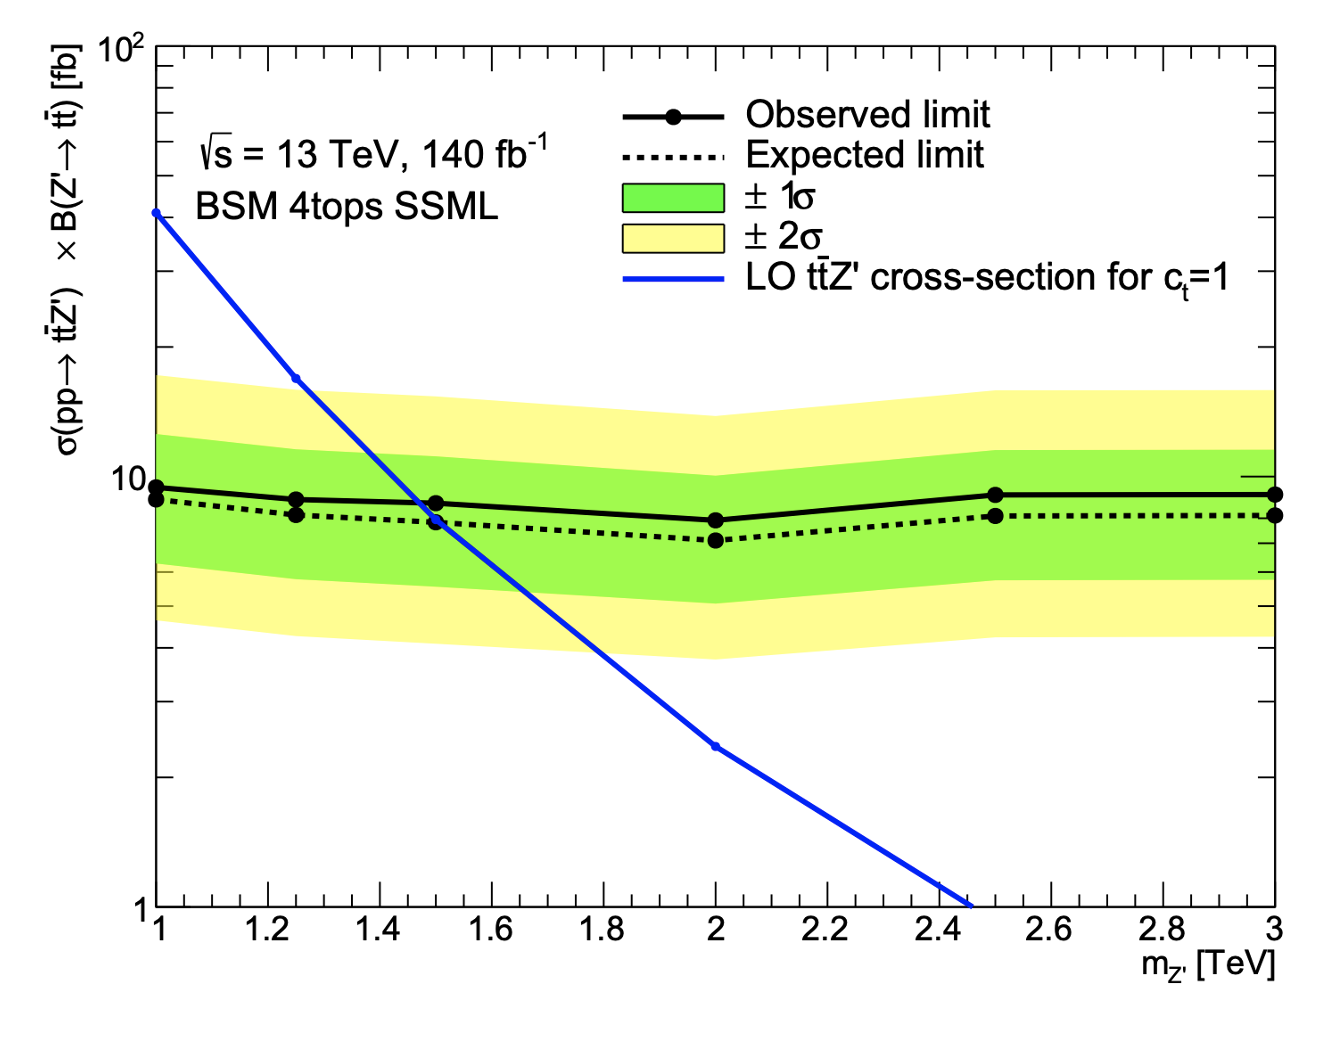 10²
σ(pp→ tt̄Z') × B(Z'→ tt̄) [fb]
√s = 13 TeV, 140 fb⁻¹
BSM 4tops SSML
Observed limit
Expected limit
± 1σ
± 2σ
LO tt̄Z' cross-section for cₜ=1
10
1
1 1.2 1.4 1.6 1.8 2 2.2 2.4 2.6 2.8 3
m_Z' [TeV]